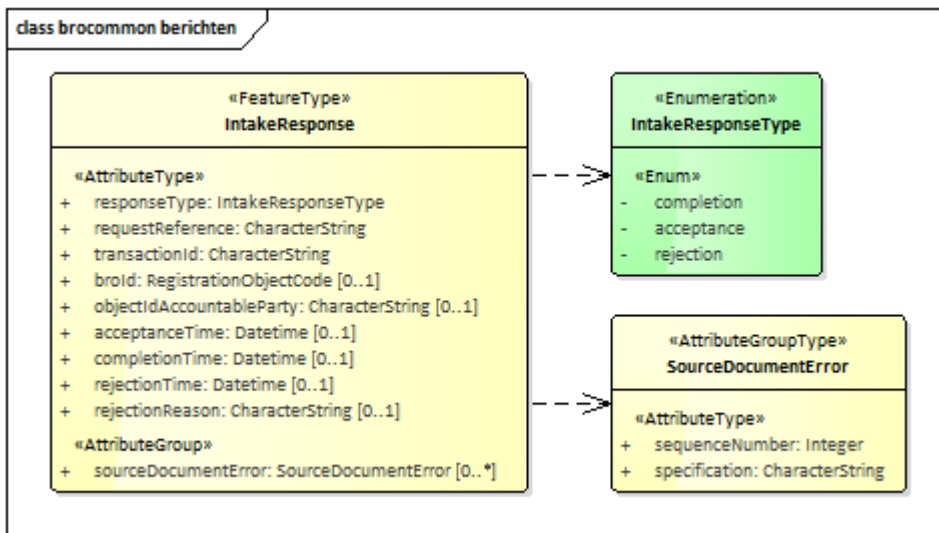 class brocommon berichten
«FeatureType»
IntakeResponse
«AttributeType»
+ responseType: IntakeResponseType
+ requestReference: CharacterString
+ transactionId: CharacterString
+ broId: RegistrationObjectCode [0..1]
+ objectIdAccountableParty: CharacterString [0..1]
+ acceptanceTime: Datetime [0..1]
+ completionTime: Datetime [0..1]
+ rejectionTime: Datetime [0..1]
+ rejectionReason: CharacterString [0..1]
«AttributeGroup»
+ sourceDocumentError: SourceDocumentError [0..*]
«Enumeration»
IntakeResponseType
«Enum»
- completion
- acceptance
- rejection
«AttributeGroupType»
SourceDocumentError
«AttributeType»
+ sequenceNumber: Integer
+ specification: CharacterString